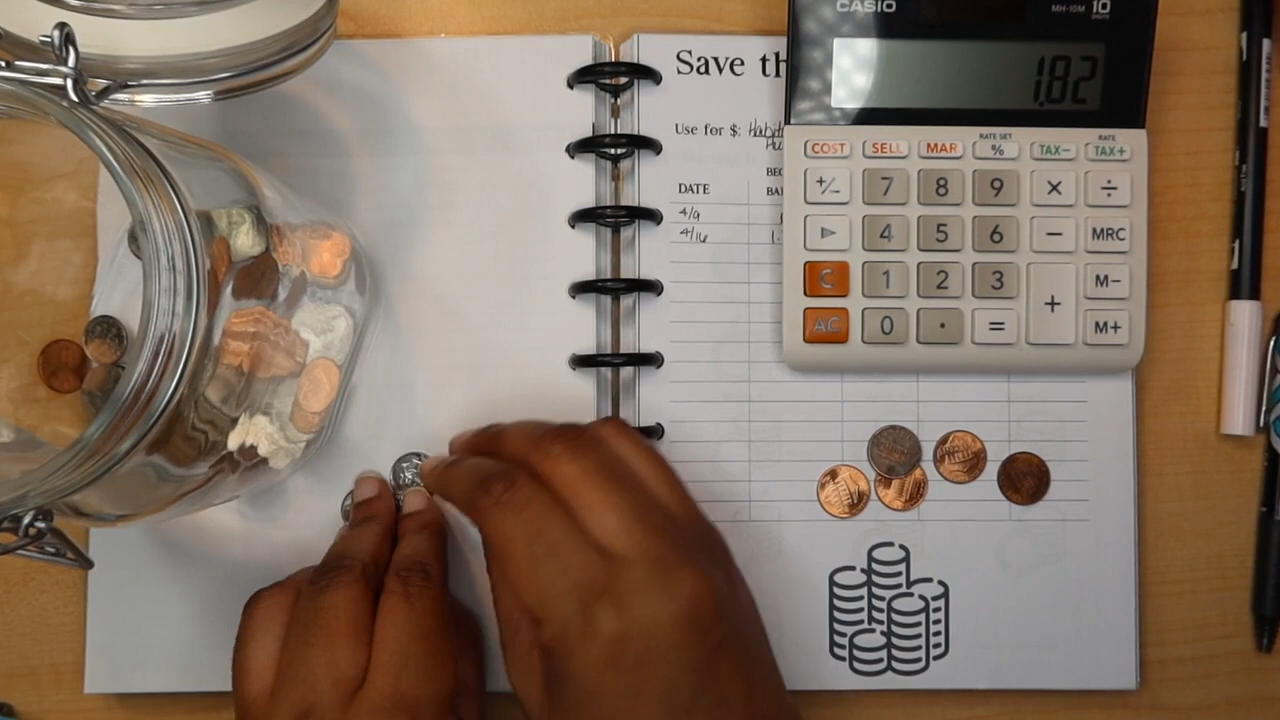 CASIO
MH-10M 10
DIGITS
1.82
Save th
Use for $: Habit
DATE
4/9
4/16
COST SELL MAR RATE SET % TAX− RATE TAX+
+/− 7 8 9 × ÷
▶ 4 5 6 − MRC
C 1 2 3 + M−
AC 0 · = M+